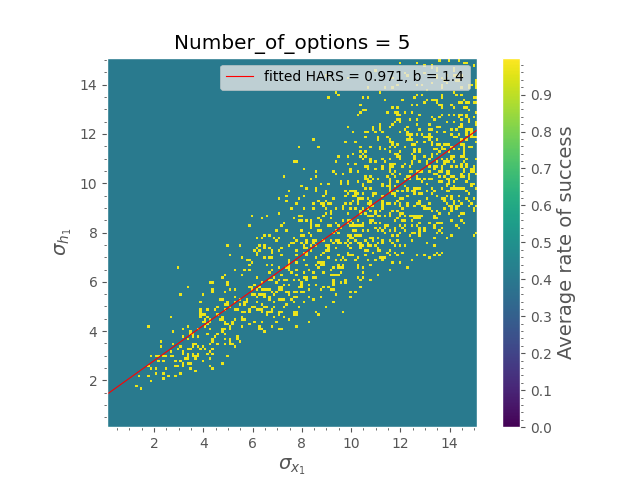 Number_of_options = 5
fitted HARS = 0.971, b = 1.4
14
12
10
8
6
4
2
σ_{h_1}
2 4 6 8 10 12 14
σ_{x_1}
0.9
0.8
0.7
0.6
0.5
0.4
0.3
0.2
0.1
0.0
Average rate of success